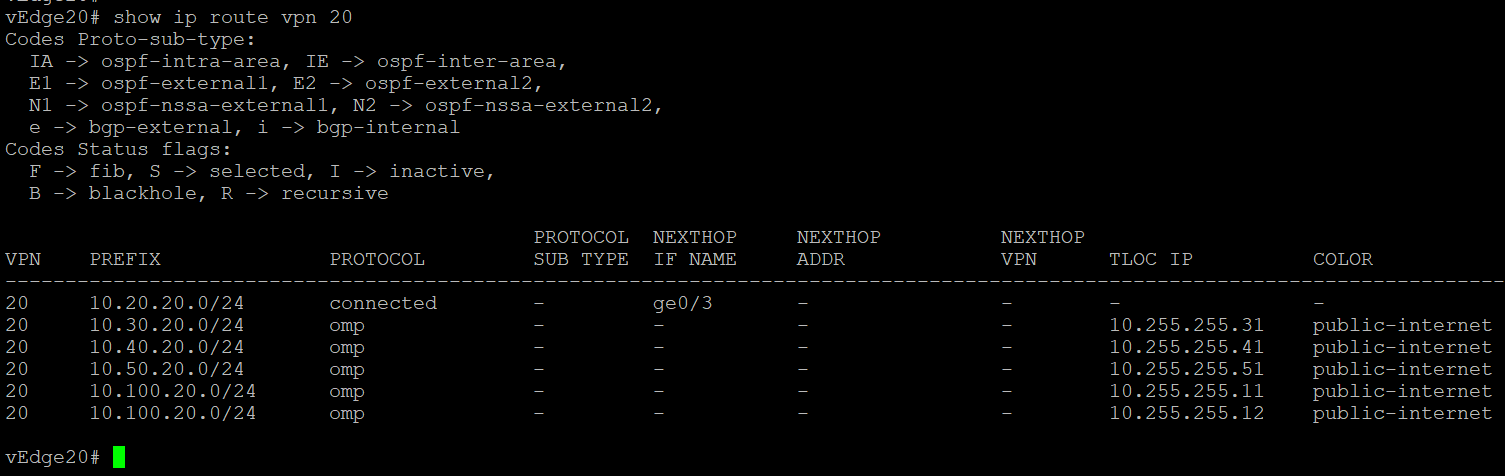 vEdge20# show ip route vpn 20
Codes Proto-sub-type:
  IA -> ospf-intra-area, IE -> ospf-inter-area,
  E1 -> ospf-external1, E2 -> ospf-external2,
  N1 -> ospf-nssa-external1, N2 -> ospf-nssa-external2,
  e -> bgp-external, i -> bgp-internal
Codes Status flags:
  F -> fib, S -> selected, I -> inactive,
  B -> blackhole, R -> recursive
                                            PROTOCOL  NEXTHOP     NEXTHOP          NEXTHOP
VPN    PREFIX              PROTOCOL         SUB TYPE  IF NAME     ADDR             VPN      TLOC IP          COLOR
-----------------------------------------------------------------------------------------------------------------------------
20     10.20.20.0/24       connected        -         ge0/3       -                -        -                -
20     10.30.20.0/24       omp              -         -           -                -        10.255.255.31    public-internet
20     10.40.20.0/24       omp              -         -           -                -        10.255.255.41    public-internet
20     10.50.20.0/24       omp              -         -           -                -        10.255.255.51    public-internet
20     10.100.20.0/24      omp              -         -           -                -        10.255.255.11    public-internet
20     10.100.20.0/24      omp              -         -           -                -        10.255.255.12    public-internet
vEdge20#